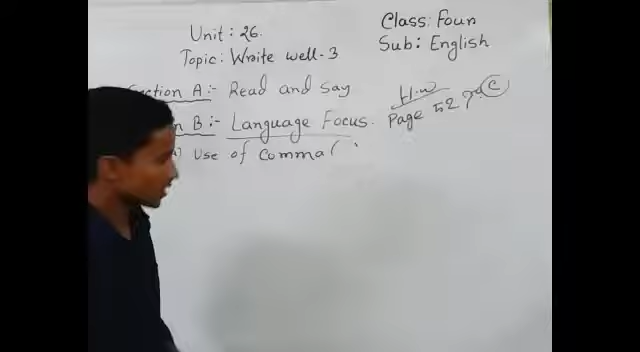 Unit: 26.
Topic: Write well-3
Class: Four
Sub: English
Section A:- Read and Say
B:- Language Focus.
Use of Comma(
H.W
Page 52
C